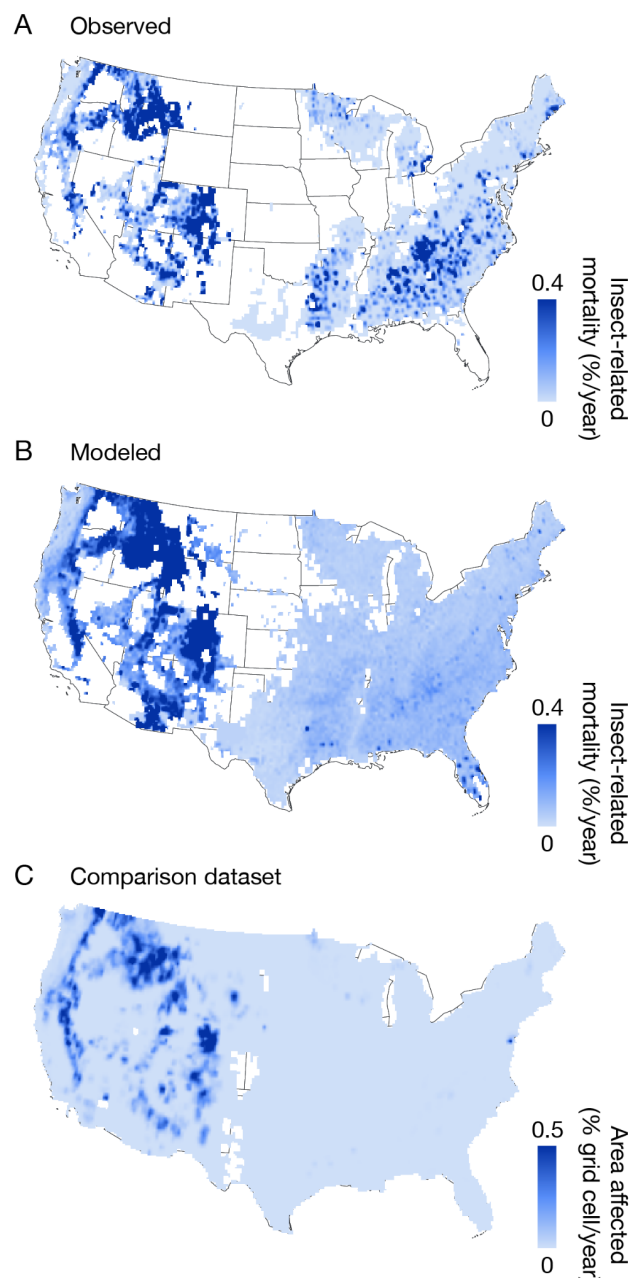 A Observed
0.4
0
Insect-related
mortality (%/year)
B Modeled
0.4
0
Insect-related
mortality (%/year)
C Comparison dataset
0.5
0
Area affected
(% grid cell/year)